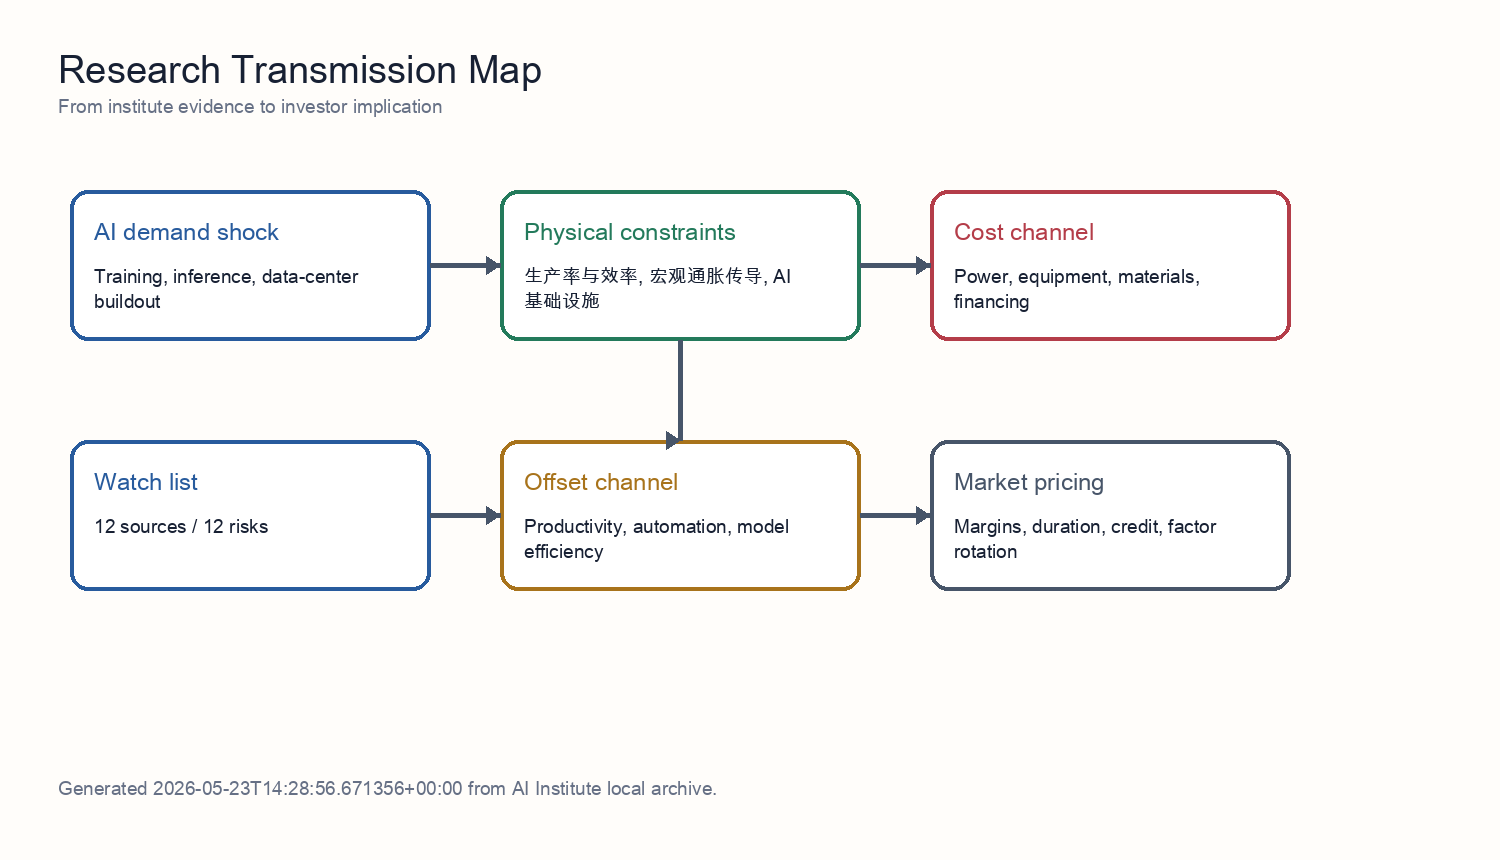 Research Transmission Map
From institute evidence to investor implication
AI demand shock
Training, inference, data-center
buildout
Physical constraints
生产率与效率, 宏观通胀传导, AI
基础设施
Cost channel
Power, equipment, materials,
financing
Watch list
12 sources / 12 risks
Offset channel
Productivity, automation, model
efficiency
Market pricing
Margins, duration, credit, factor
rotation
Generated 2026-05-23T14:28:56.671356+00:00 from AI Institute local archive.